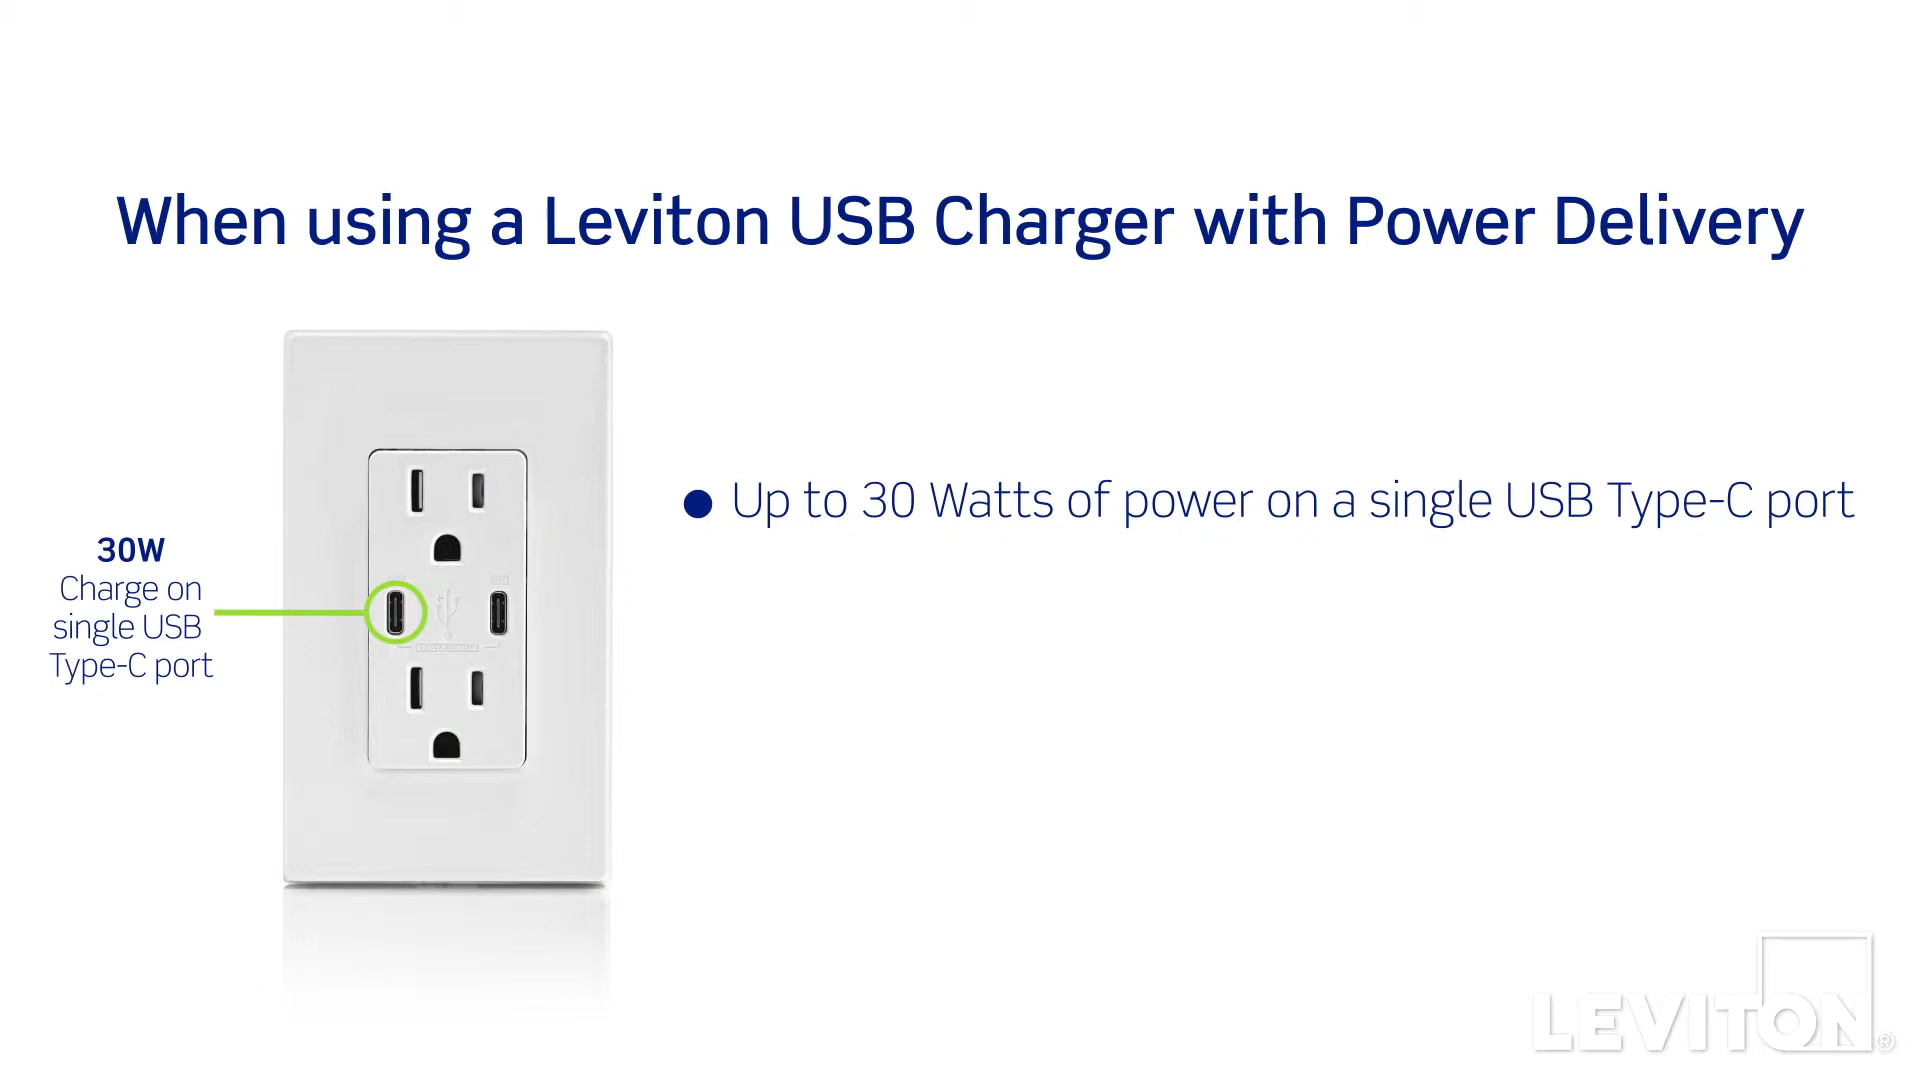 When using a Leviton USB Charger with Power Delivery
30W
Charge on
single USB
Type-C port
● Up to 30 Watts of power on a single USB Type-C port
LEVITON®